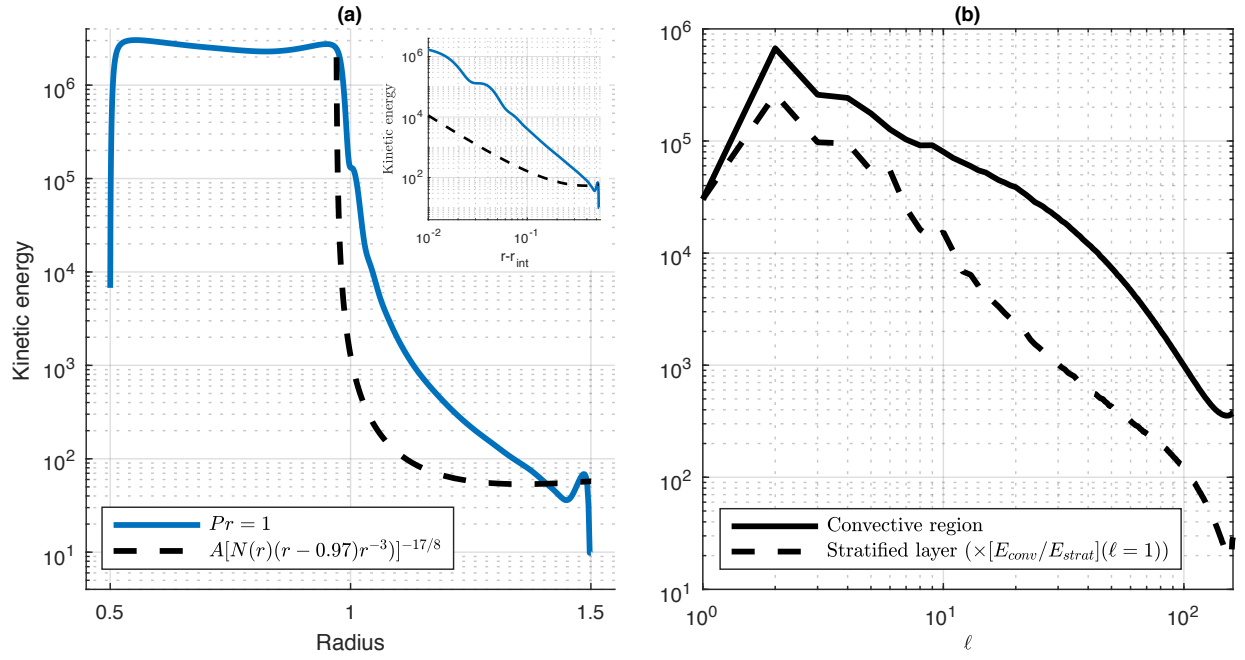 (a)
Kinetic energy
10^6
10^5
10^4
10^3
10^2
10^1
0.5
1
1.5
Radius
Kinetic energy
10^6
10^4
10^2
10^-2
10^-1
r-r_int
Pr = 1
A[N(r)(r − 0.97)r^-3)]^-17/8
(b)
10^6
10^5
10^4
10^3
10^2
10^1
10^0
10^1
10^2
ℓ
Convective region
Stratified layer (×[E_conv/E_strat](ℓ = 1))